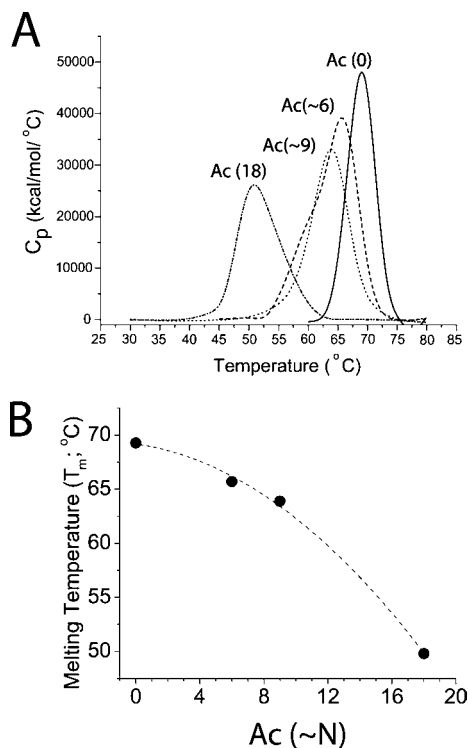 A
Ac (0)
50000
Ac(~6)
40000
Ac(~9)
30000
Ac (18)
20000
10000
0
Cp (kcal/mol/ °C)
25 30 35 40 45 50 55 60 65 70 75 80 85
Temperature (°C)
B
70
65
60
55
50
Melting Temperature (Tm; °C)
0 4 8 12 16 20
Ac (~N)